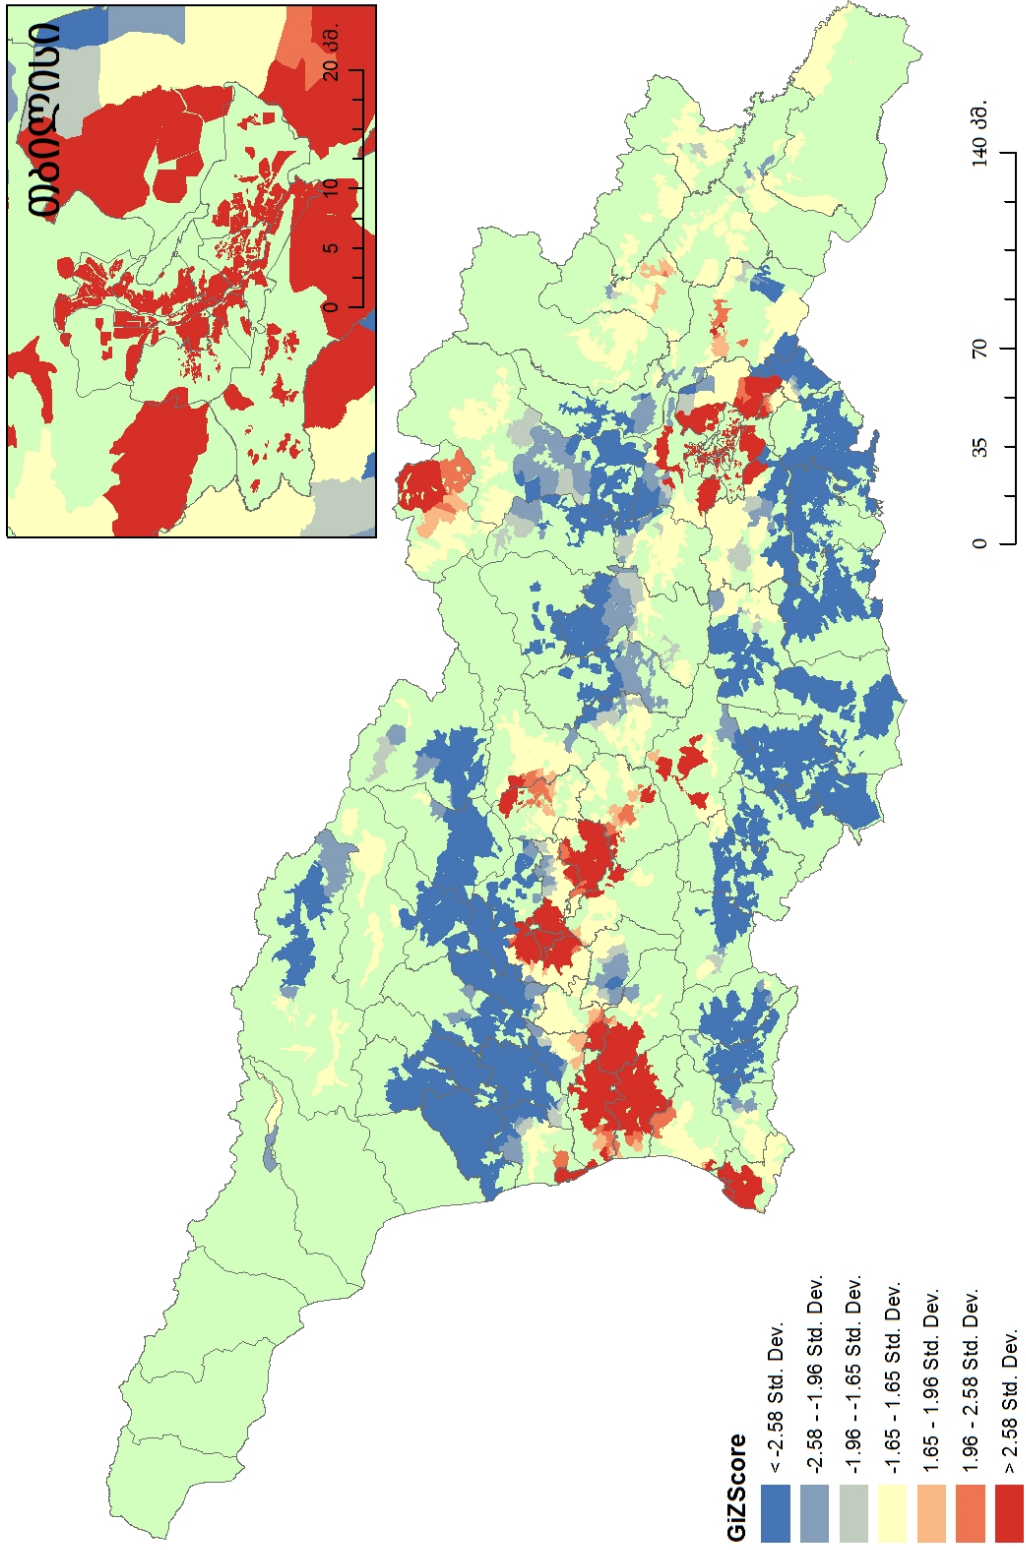 თბილისი
0 5 10 20 კმ.
GiZScore
< -2.58 Std. Dev.
-2.58 - -1.96 Std. Dev.
-1.96 - -1.65 Std. Dev.
-1.65 - 1.65 Std. Dev.
1.65 - 1.96 Std. Dev.
1.96 - 2.58 Std. Dev.
> 2.58 Std. Dev.
0 35 70 140 კმ.